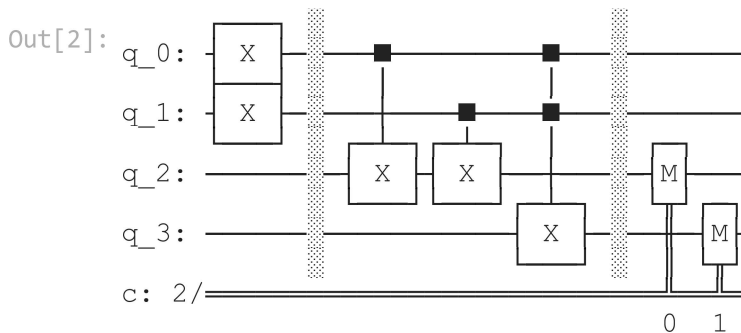 Out[2]:
q_0: X
q_1: X
q_2: X X M
q_3: X M
c: 2/
0 1